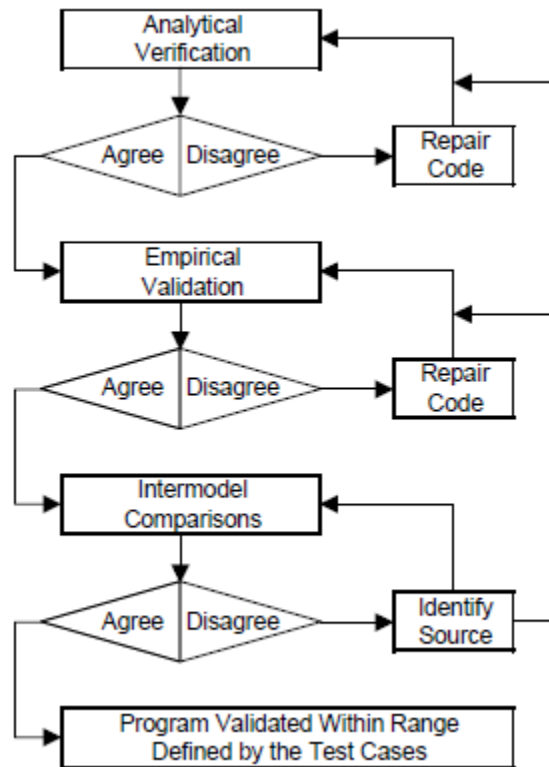 Analytical
Verification
Agree Disagree
Repair
Code
Empirical
Validation
Agree Disagree
Repair
Code
Intermodel
Comparisons
Agree Disagree
Identify
Source
Program Validated Within Range
Defined by the Test Cases